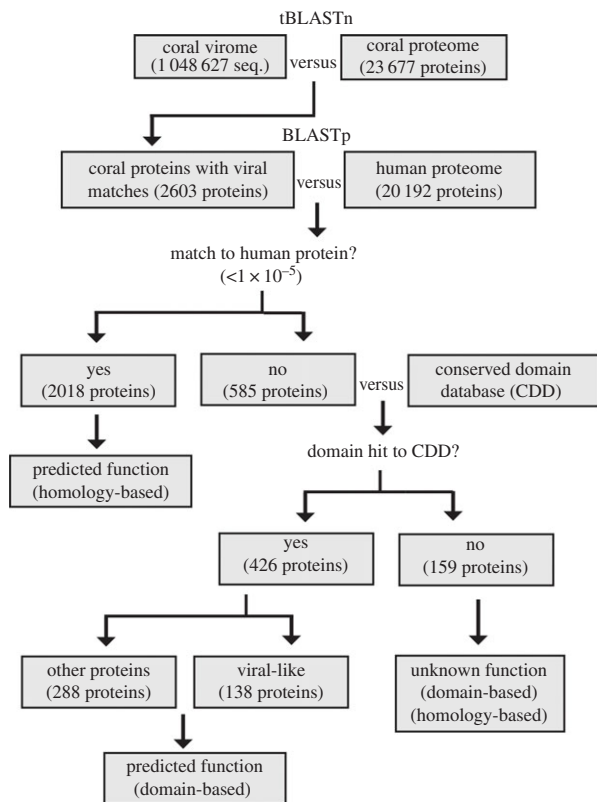 tBLASTn
coral virome
(1 048 627 seq.)
versus
coral proteome
(23 677 proteins)
BLASTp
coral proteins with viral
matches (2603 proteins)
versus
human proteome
(20 192 proteins)
match to human protein?
(<1 × 10⁻⁵)
yes
(2018 proteins)
no
(585 proteins)
versus
conserved domain
database (CDD)
predicted function
(homology-based)
domain hit to CDD?
yes
(426 proteins)
no
(159 proteins)
other proteins
(288 proteins)
viral-like
(138 proteins)
unknown function
(domain-based)
(homology-based)
predicted function
(domain-based)